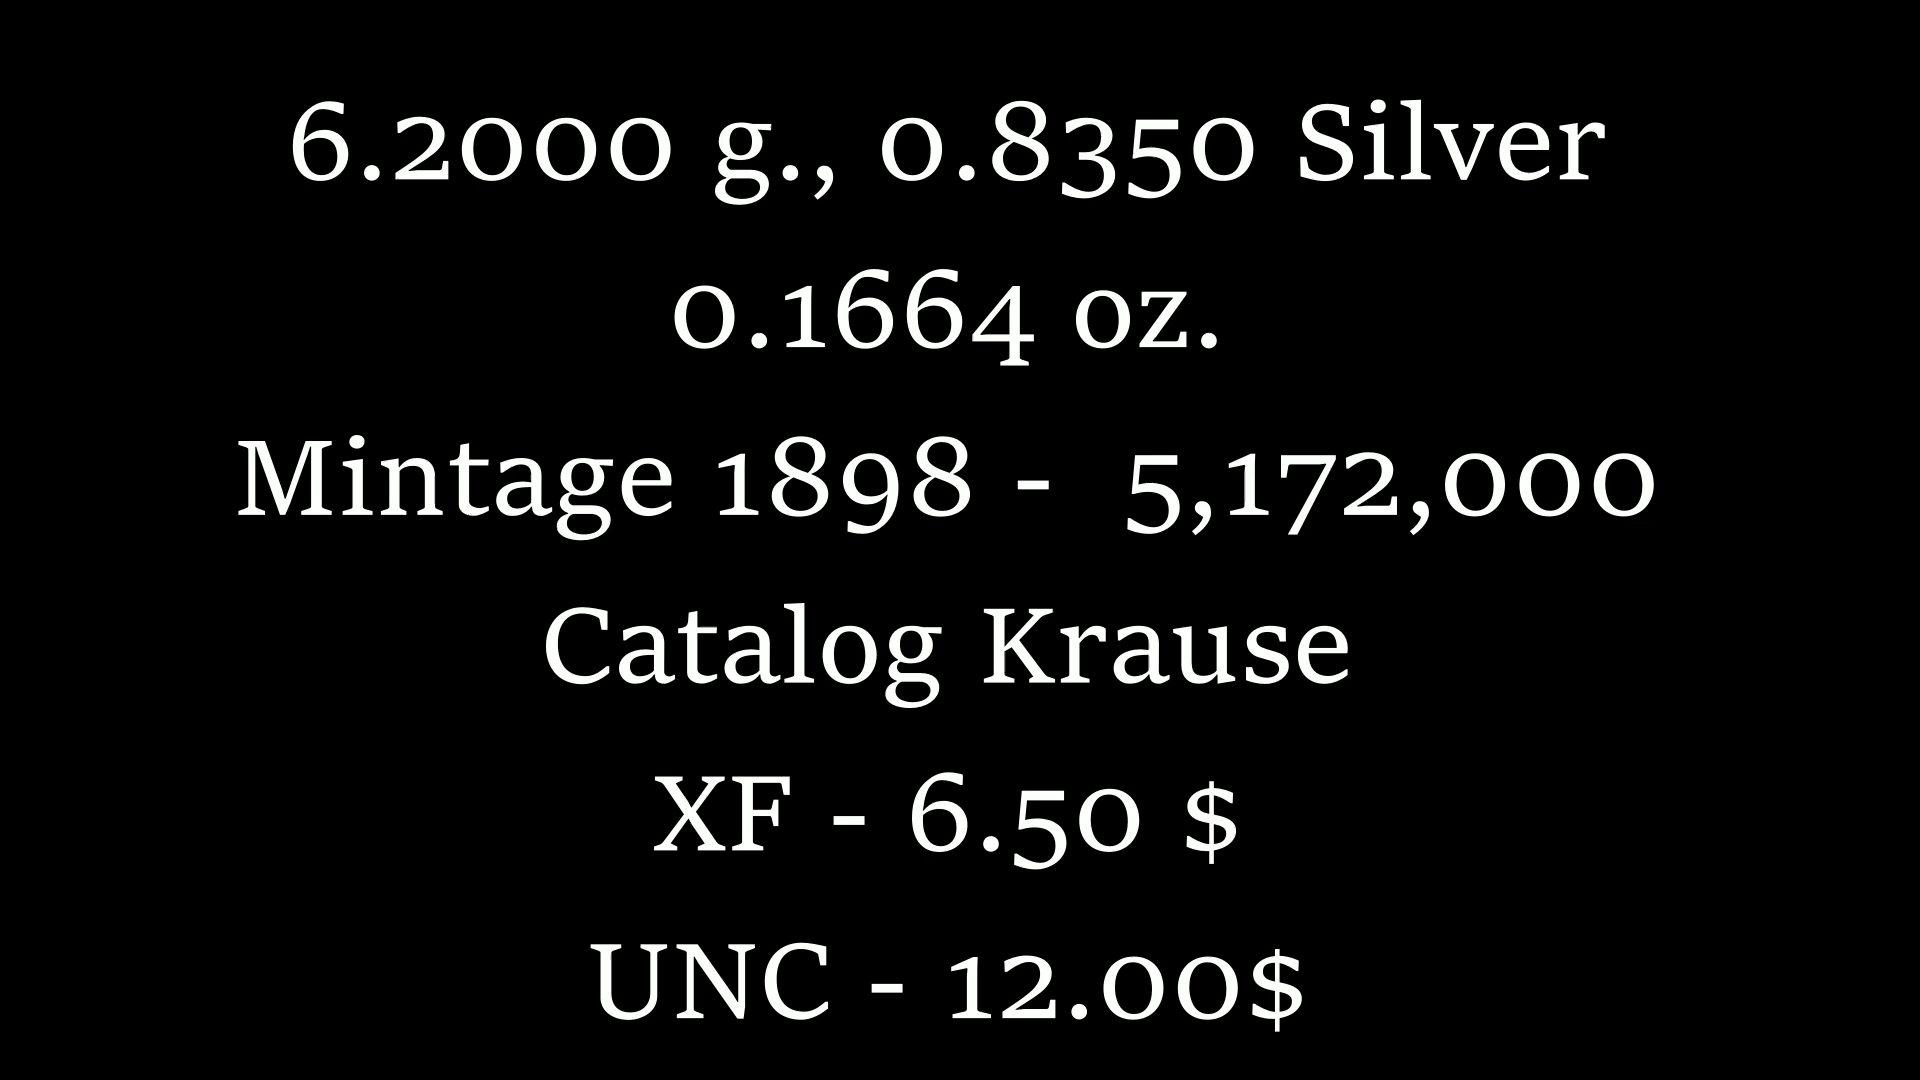 6.2000 g., 0.8350 Silver
0.1664 oz.
Mintage 1898 -  5,172,000
Catalog Krause
XF - 6.50 $
UNC - 12.00$